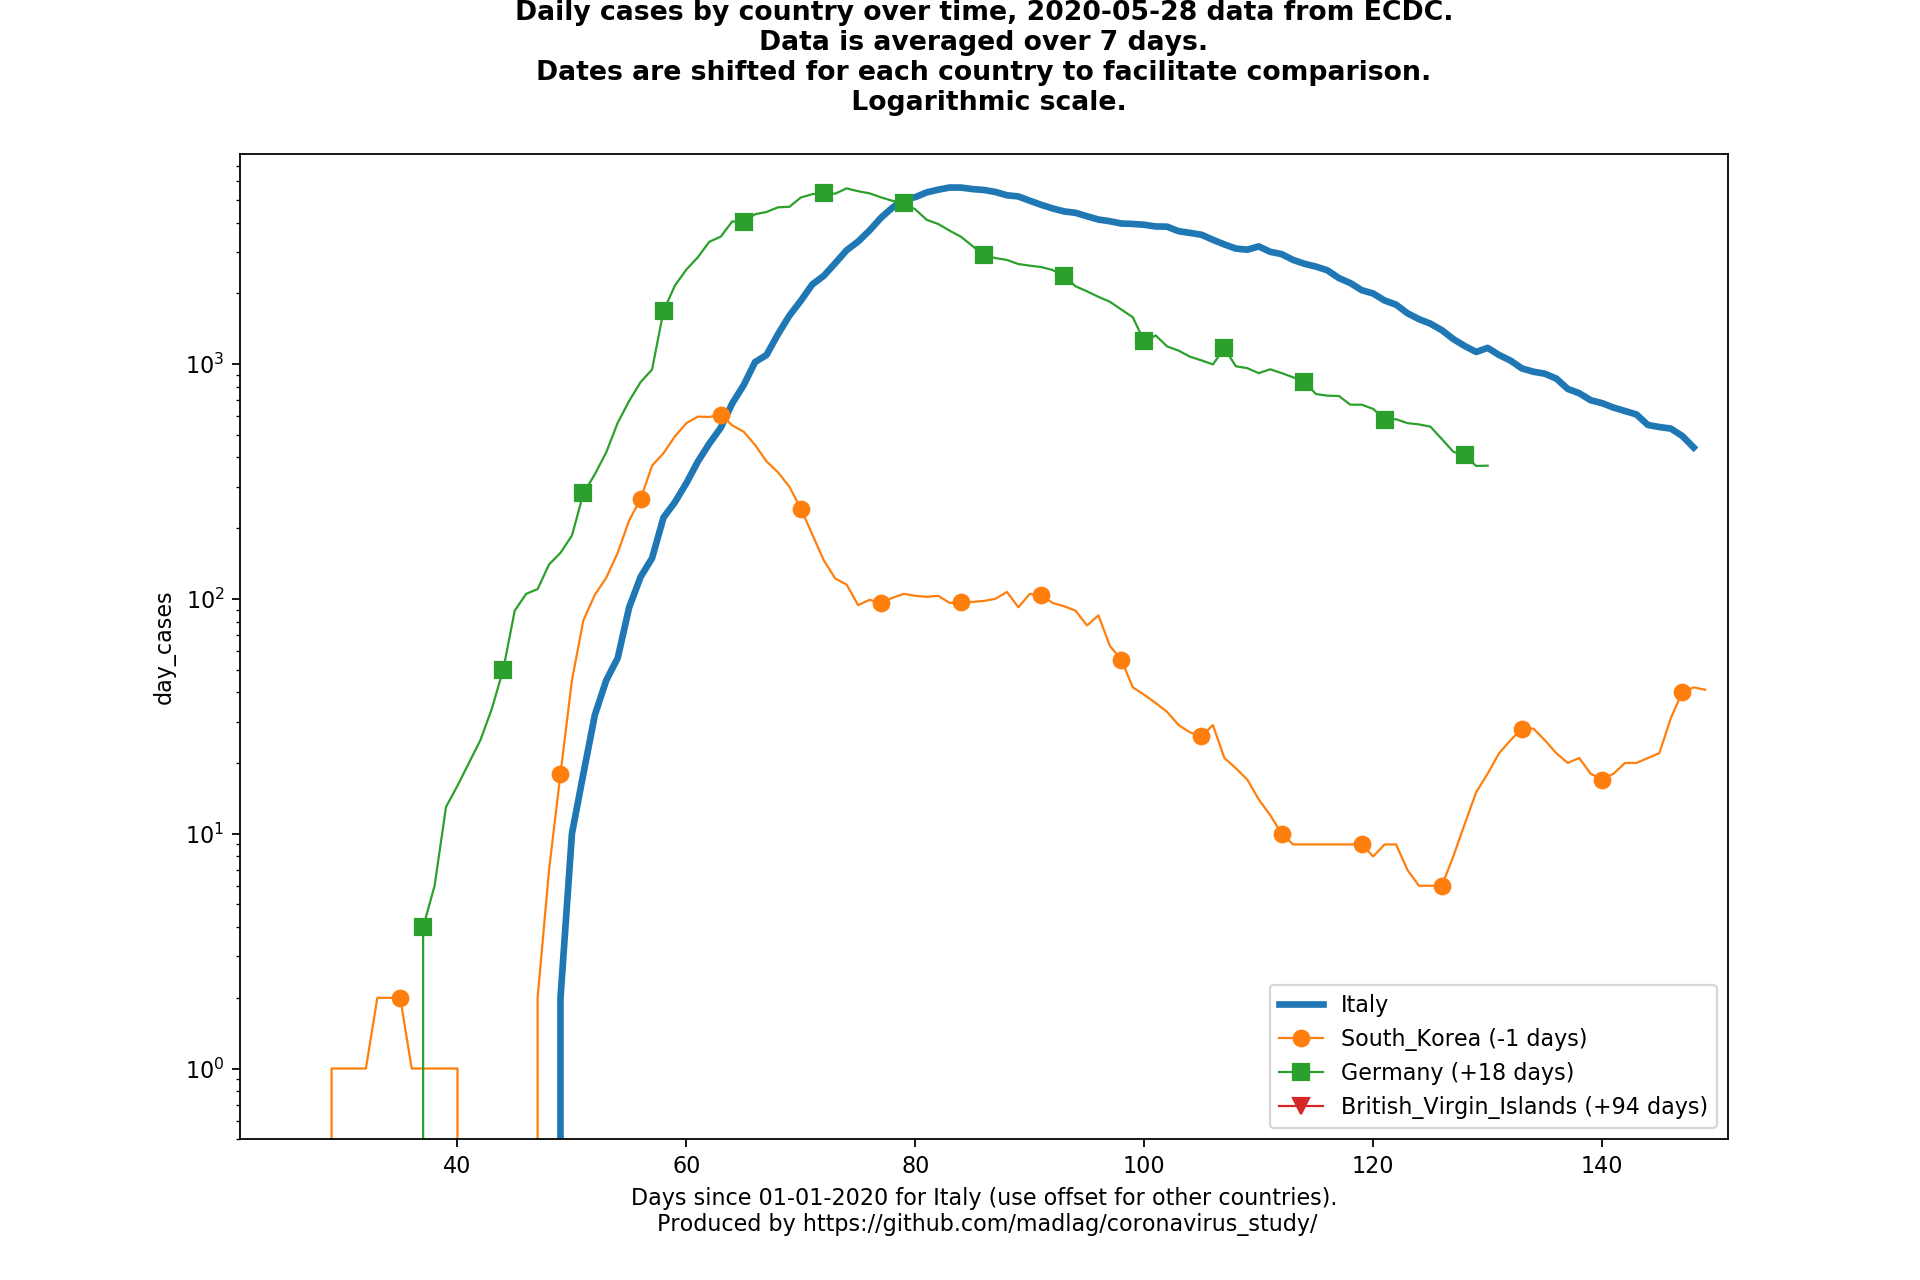 Daily cases by country over time, 2020-05-28 data from ECDC.
Data is averaged over 7 days.
Dates are shifted for each country to facilitate comparison.
Logarithmic scale.
10³
10²
10¹
10⁰
day_cases
40 60 80 100 120 140
Days since 01-01-2020 for Italy (use offset for other countries).
Produced by https://github.com/madlag/coronavirus_study/
Italy
South_Korea (-1 days)
Germany (+18 days)
British_Virgin_Islands (+94 days)